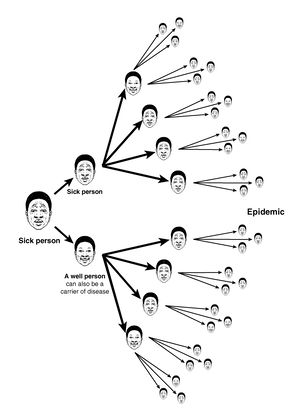 Sick person
Epidemic
Sick person
A well person
can also be a
carrier of disease